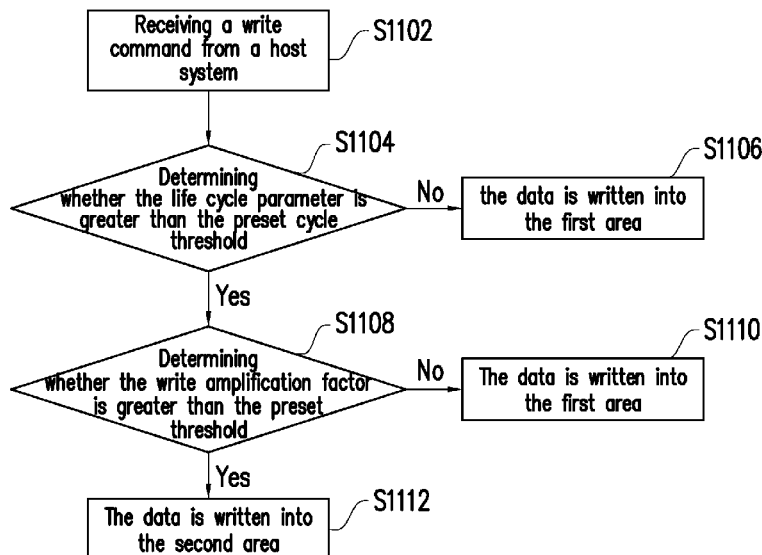 Receiving a write
command from a host
system
S1102
S1104
Determining
whether the life cycle parameter is
greater than the preset cycle
threshold
No
S1106
the data is written into
the first area
Yes
S1108
Determining
whether the write amplification factor
is greater than the preset
threshold
No
S1110
The data is written into
the first area
Yes
S1112
The data is written into
the second area